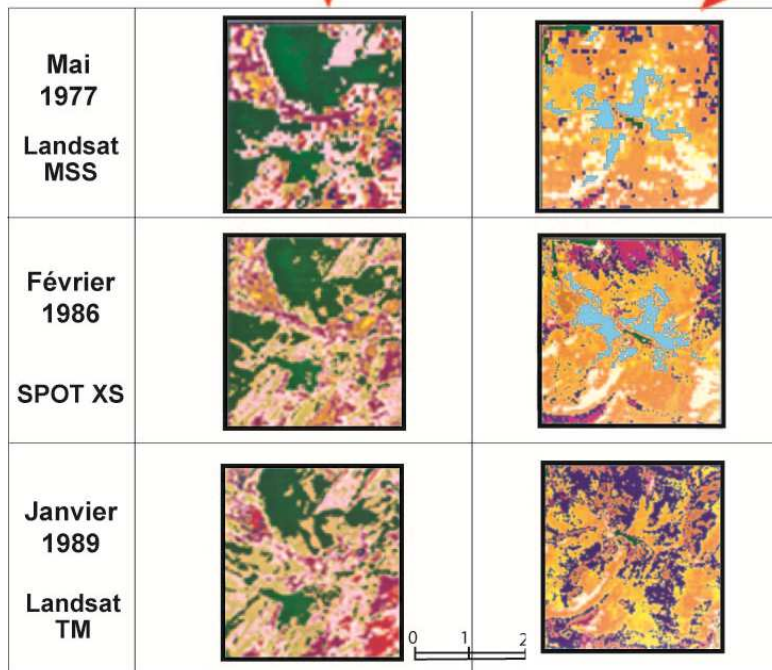 Mai
1977
Landsat
MSS
Février
1986
SPOT XS
Janvier
1989
Landsat
TM
0 1 2